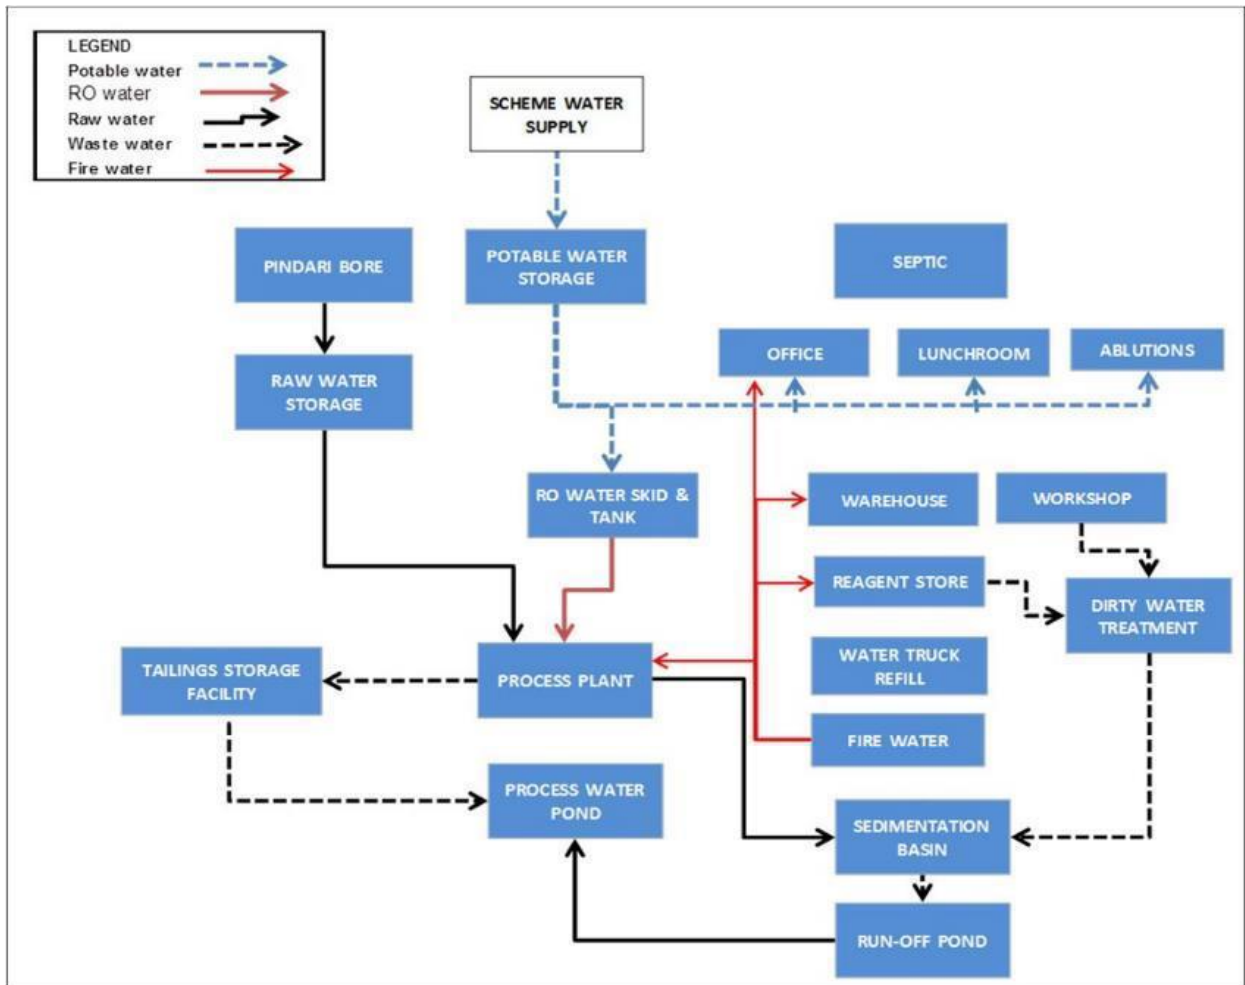 LEGEND
Potable water
RO water
Raw water
Waste water
Fire water
SCHEME WATER
SUPPLY
PINDARI BORE
POTABLE WATER
STORAGE
SEPTIC
OFFICE
LUNCHROOM
ABLUTIONS
RAW WATER
STORAGE
RO WATER SKID &
TANK
WAREHOUSE
WORKSHOP
REAGENT STORE
DIRTY WATER
TREATMENT
TAILINGS STORAGE
FACILITY
PROCESS PLANT
WATER TRUCK
REFILL
FIRE WATER
PROCESS WATER
POND
SEDIMENTATION
BASIN
RUN-OFF POND